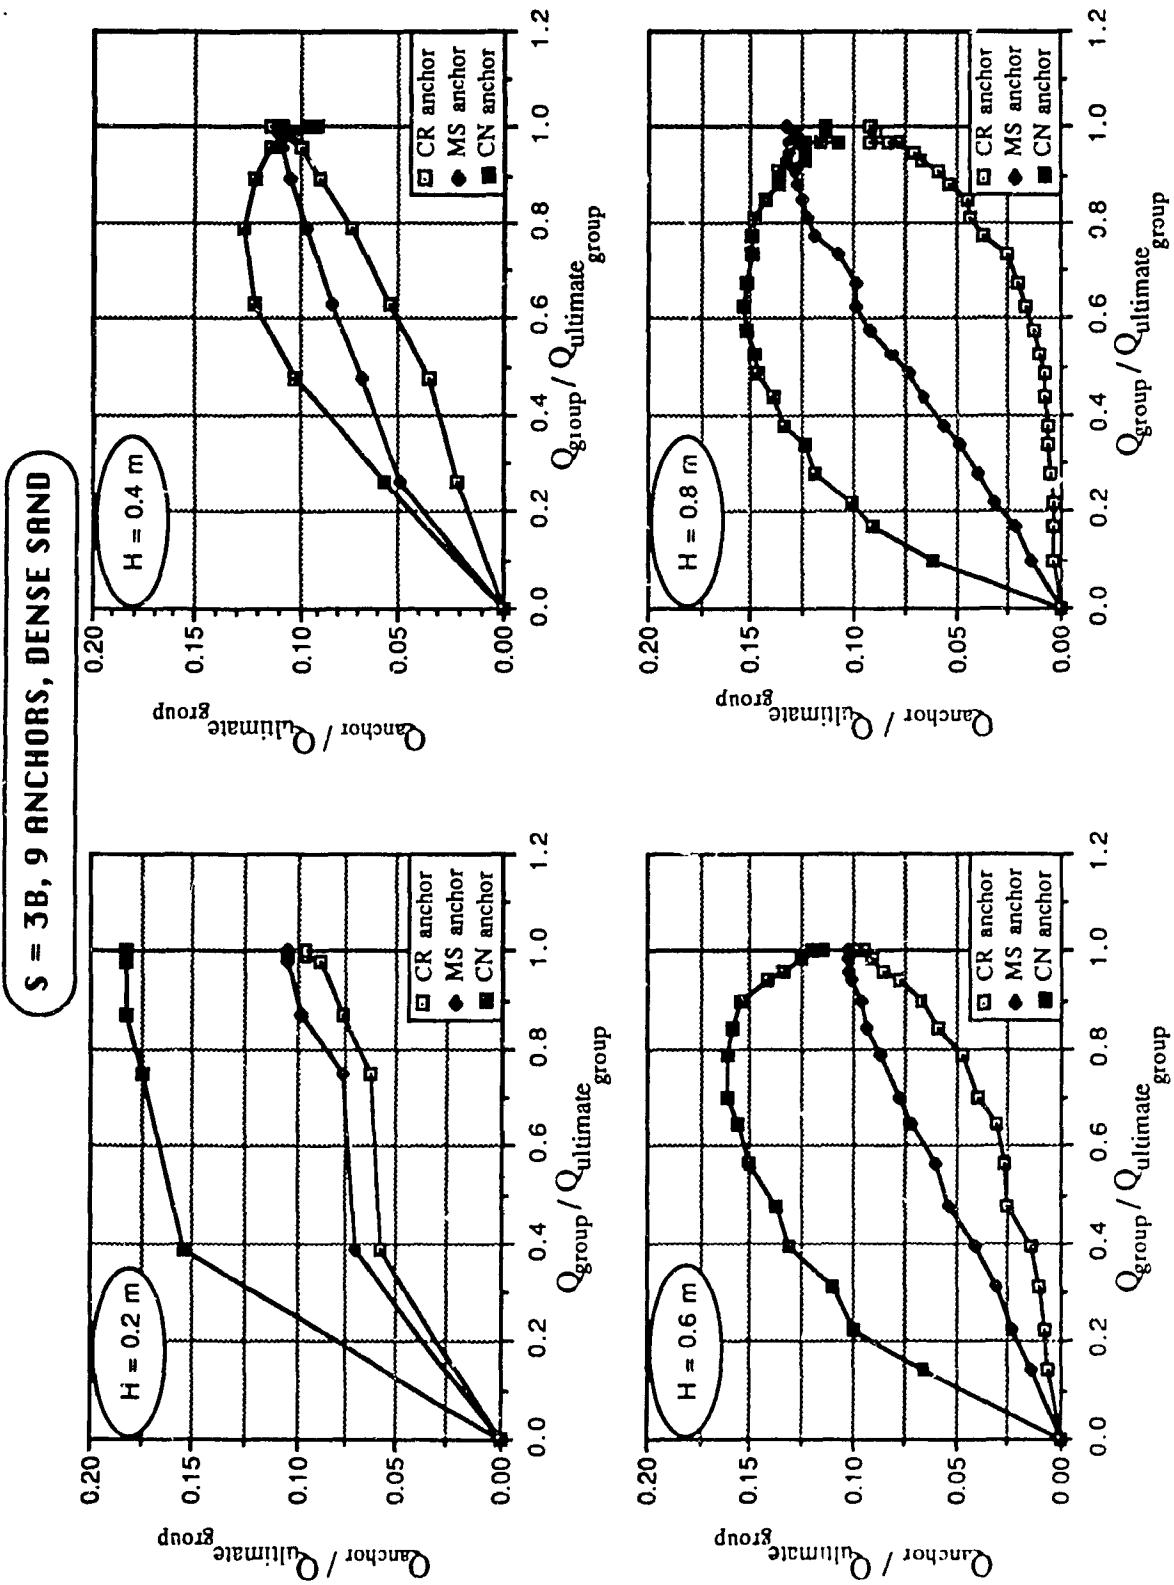 S = 3B, 9 ANCHORS, DENSE SAND
H = 0.2 m
0.20
0.15
0.10
0.05
0.00
0.0 0.2 0.4 0.6 0.8 1.0 1.2
Qanchor / Qultimate group
Qgroup / Qultimate group
CR anchor
MS anchor
CN anchor
H = 0.4 m
0.20
0.15
0.10
0.05
0.00
0.0 0.2 0.4 0.6 0.8 1.0 1.2
Qanchor / Qultimate group
Qgroup / Qultimate group
CR anchor
MS anchor
CN anchor
H = 0.6 m
0.20
0.15
0.10
0.05
0.00
0.0 0.2 0.4 0.6 0.8 1.0 1.2
Qanchor / Qultimate group
Qgroup / Qultimate group
CR anchor
MS anchor
CN anchor
H = 0.8 m
0.20
0.15
0.10
0.05
0.00
0.0 0.2 0.4 0.6 0.8 1.0 1.2
Qanchor / Qultimate group
Qgroup / Qultimate group
CR anchor
MS anchor
CN anchor